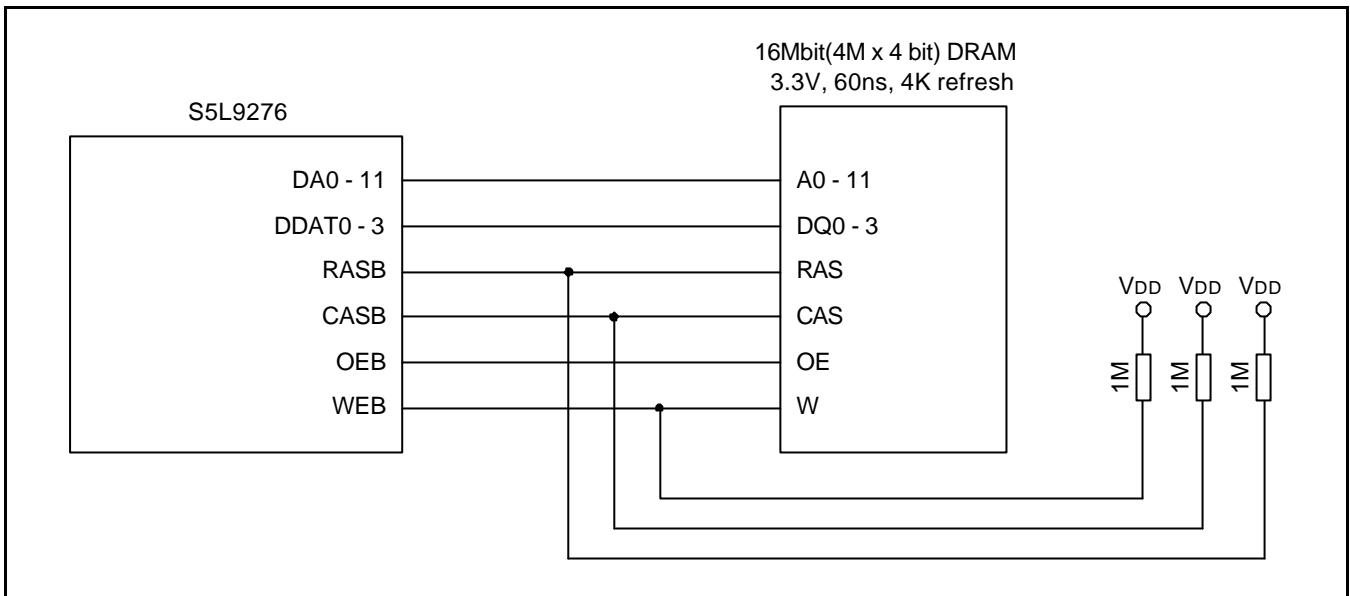 16Mbit(4M x 4 bit) DRAM
3.3V, 60ns, 4K refresh
S5L9276
DA0 - 11
A0 - 11
DDAT0 - 3
DQ0 - 3
RASB
RAS
CASB
CAS
OEB
OE
WEB
W
VDD VDD VDD
1M 1M 1M